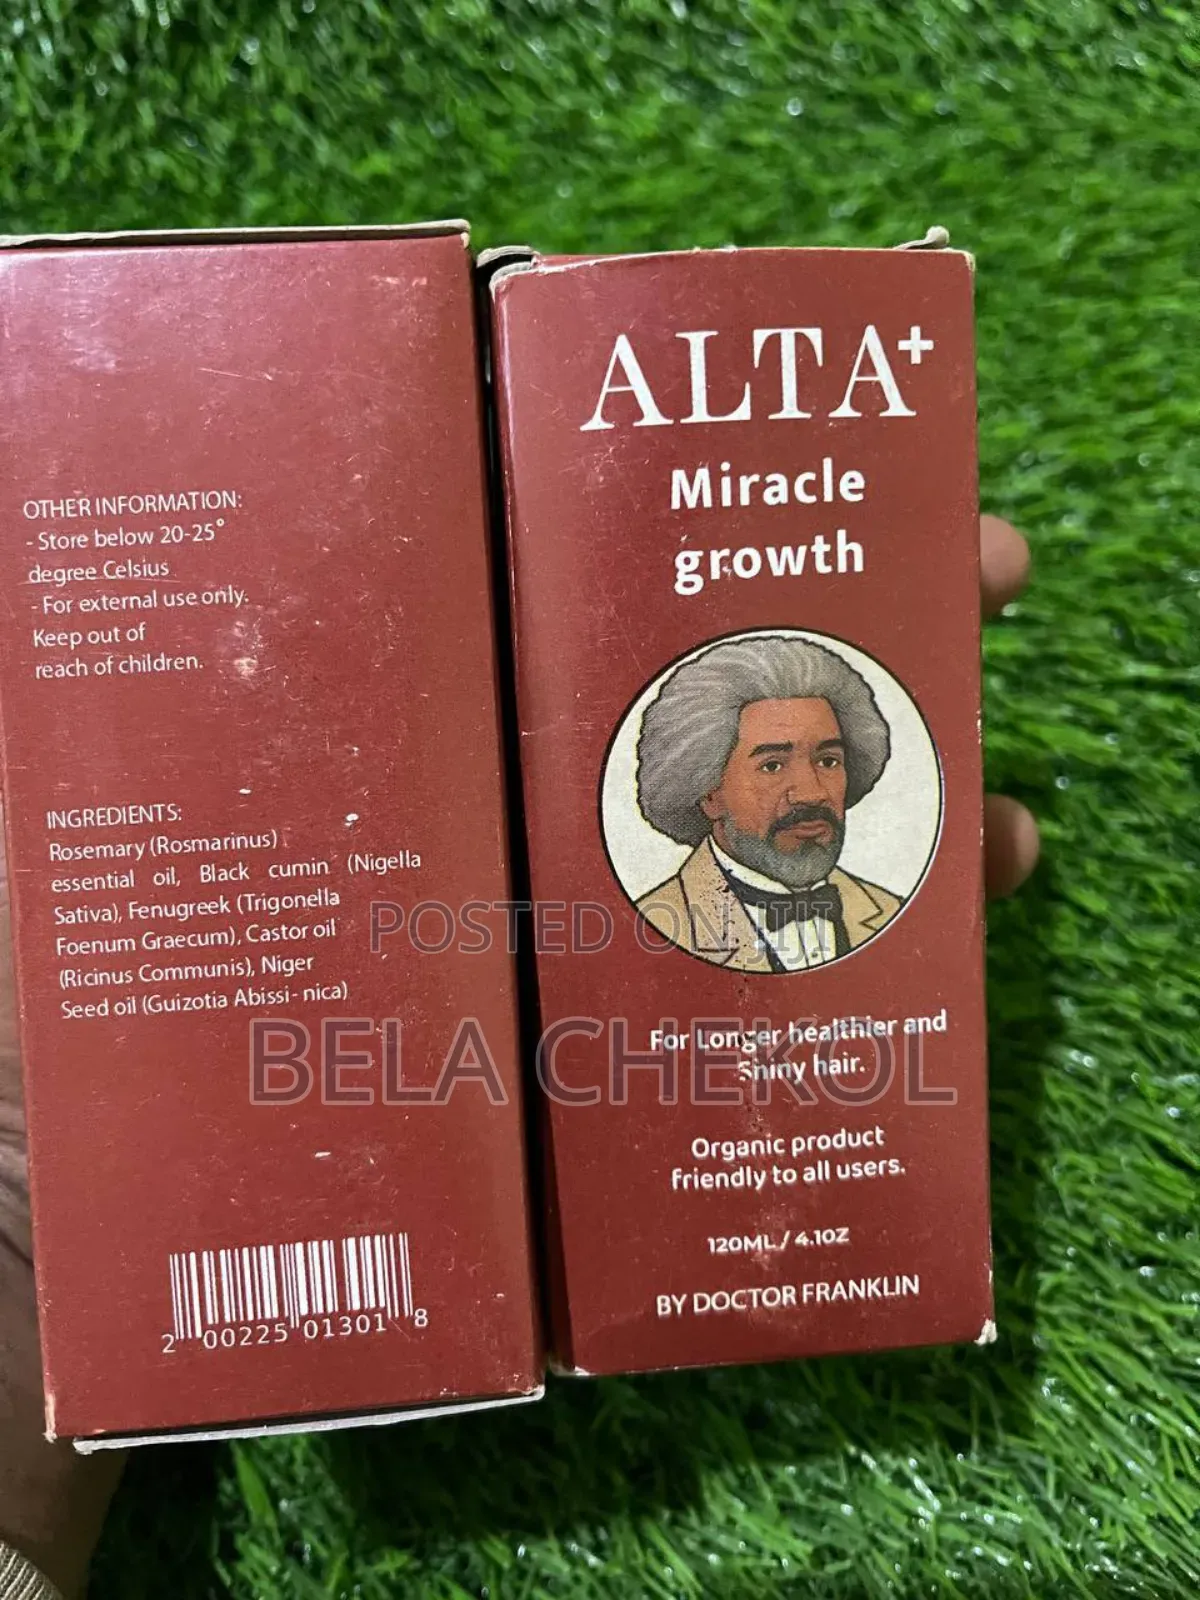 OTHER INFORMATION:
- Store below 20-25°
degree Celsius
- For external use only.
Keep out of
reach of children.
INGREDIENTS:
Rosemary (Rosmarinus)
essential oil, Black cumin (Nigella
Sativa), Fenugreek (Trigonella
Foenum Graecum), Castor oil
(Ricinus Communis), Niger
Seed oil (Guizotia Abissi- nica)
2 00225 01301 8
ALTA+
Miracle
growth
For Longer healthier and
Shiny hair.
Organic product
friendly to all users.
120ML / 4.1OZ
BY DOCTOR FRANKLIN
POSTED ON JIJI
BELA CHEKOL